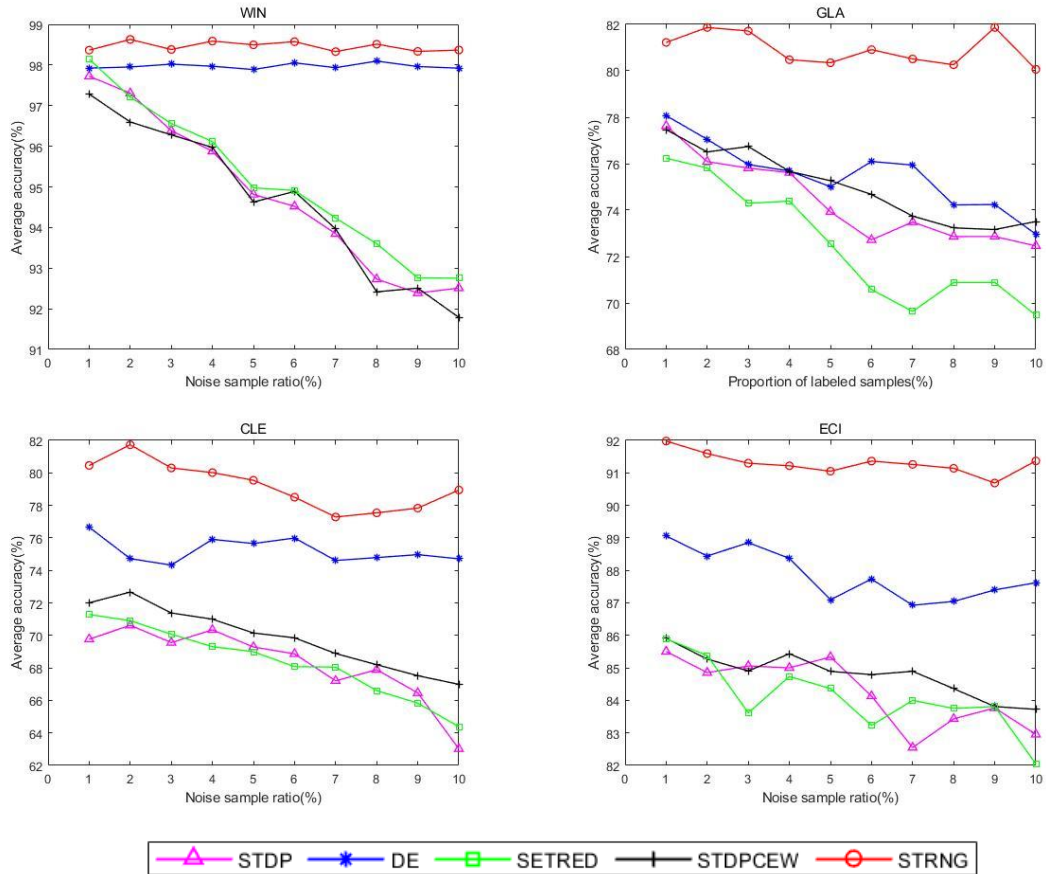 WIN
Average accuracy(%)
99
98
97
96
95
94
93
92
91
0 1 2 3 4 5 6 7 8 9 10
Noise sample ratio(%)
GLA
Average accuracy(%)
82
80
78
76
74
72
70
68
0 1 2 3 4 5 6 7 8 9 10
Proportion of labeled samples(%)
CLE
Average accuracy(%)
82
80
78
76
74
72
70
68
66
64
62
0 1 2 3 4 5 6 7 8 9 10
Noise sample ratio(%)
ECI
Average accuracy(%)
92
91
90
89
88
87
86
85
84
83
82
0 1 2 3 4 5 6 7 8 9 10
Noise sample ratio(%)
STDP DE SETRED STDPCEW STRNG